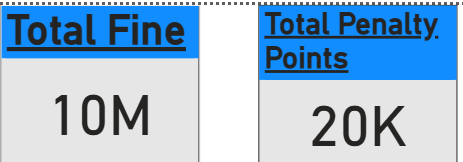 Total Fine
10M
Total Penalty
Points
20K